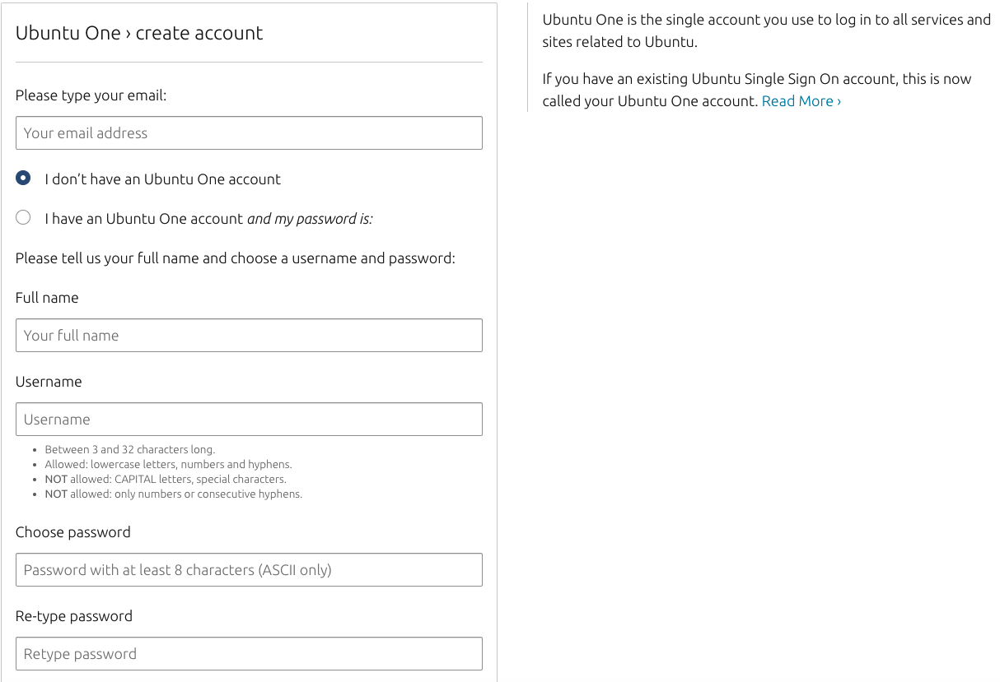 Ubuntu One › create account
Please type your email:
Your email address
I don’t have an Ubuntu One account
I have an Ubuntu One account and my password is:
Please tell us your full name and choose a username and password:
Full name
Your full name
Username
Username
• Between 3 and 32 characters long.
• Allowed: lowercase letters, numbers and hyphens.
• NOT allowed: CAPITAL letters, special characters.
• NOT allowed: only numbers or consecutive hyphens.
Choose password
Password with at least 8 characters (ASCII only)
Re-type password
Retype password
Ubuntu One is the single account you use to log in to all services and
sites related to Ubuntu.
If you have an existing Ubuntu Single Sign On account, this is now
called your Ubuntu One account. Read More ›